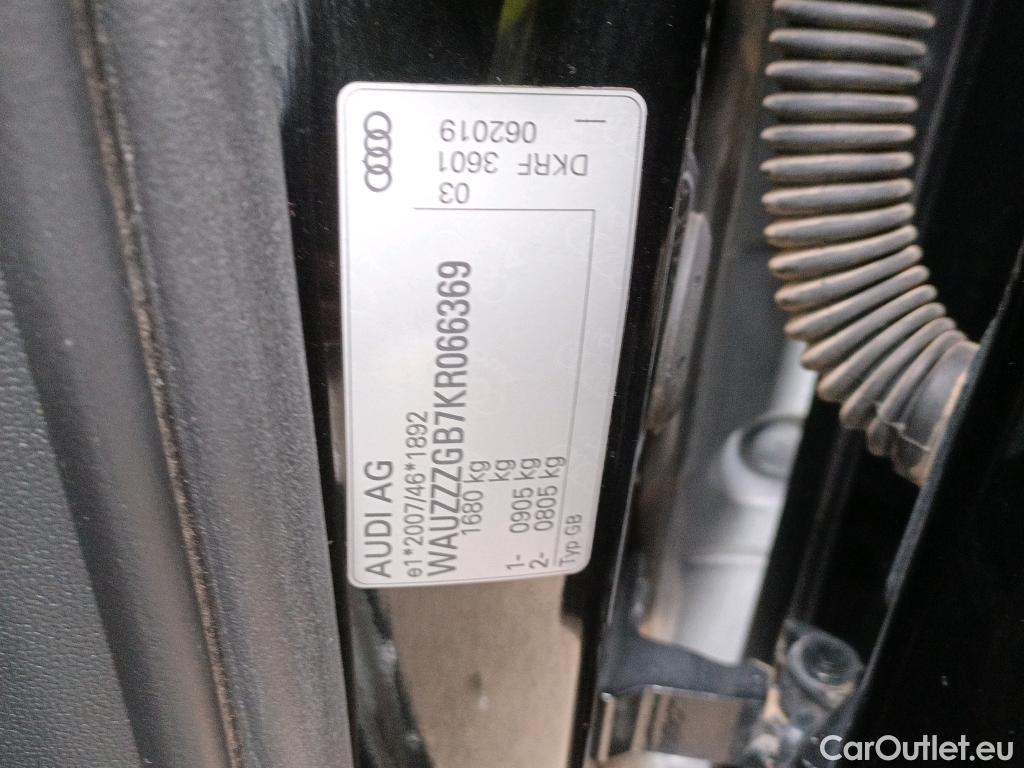 AUDI AG
e1*2007/46*1892
WAUZZZGB7KR066369
1680 kg
kg
1- 0905 kg
2- 0805 kg
Typ GB
03
DKRF 3601
062019
CarOutlet.eu